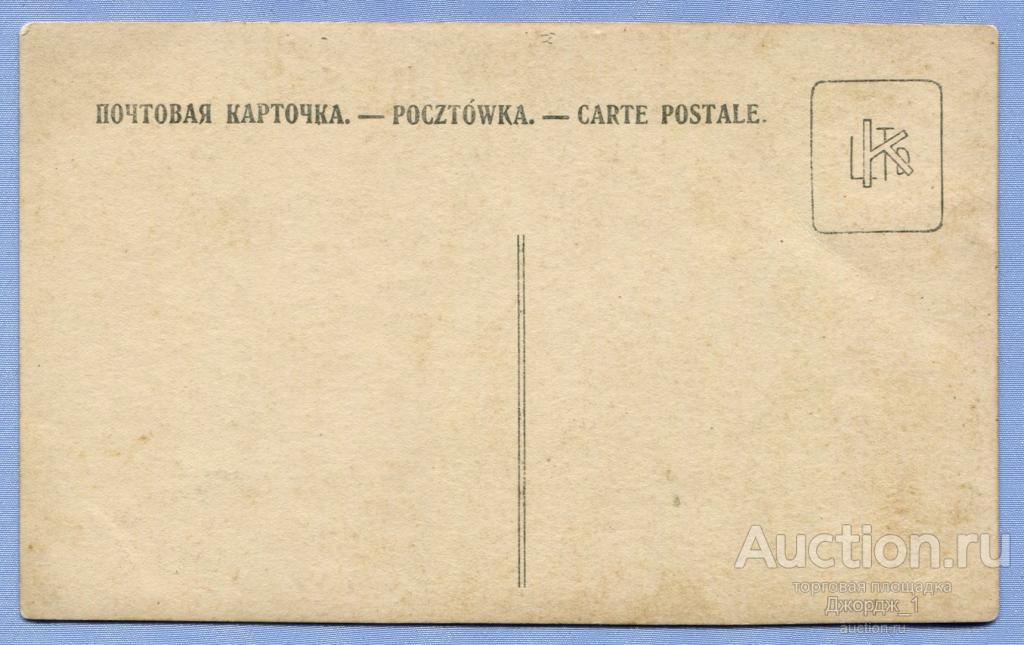 ПОЧТОВАЯ КАРТОЧКА. — POCZTÓWKA. — CARTE POSTALE.
Auction.ru
торговая площадка
Джордж_1
auction.ru